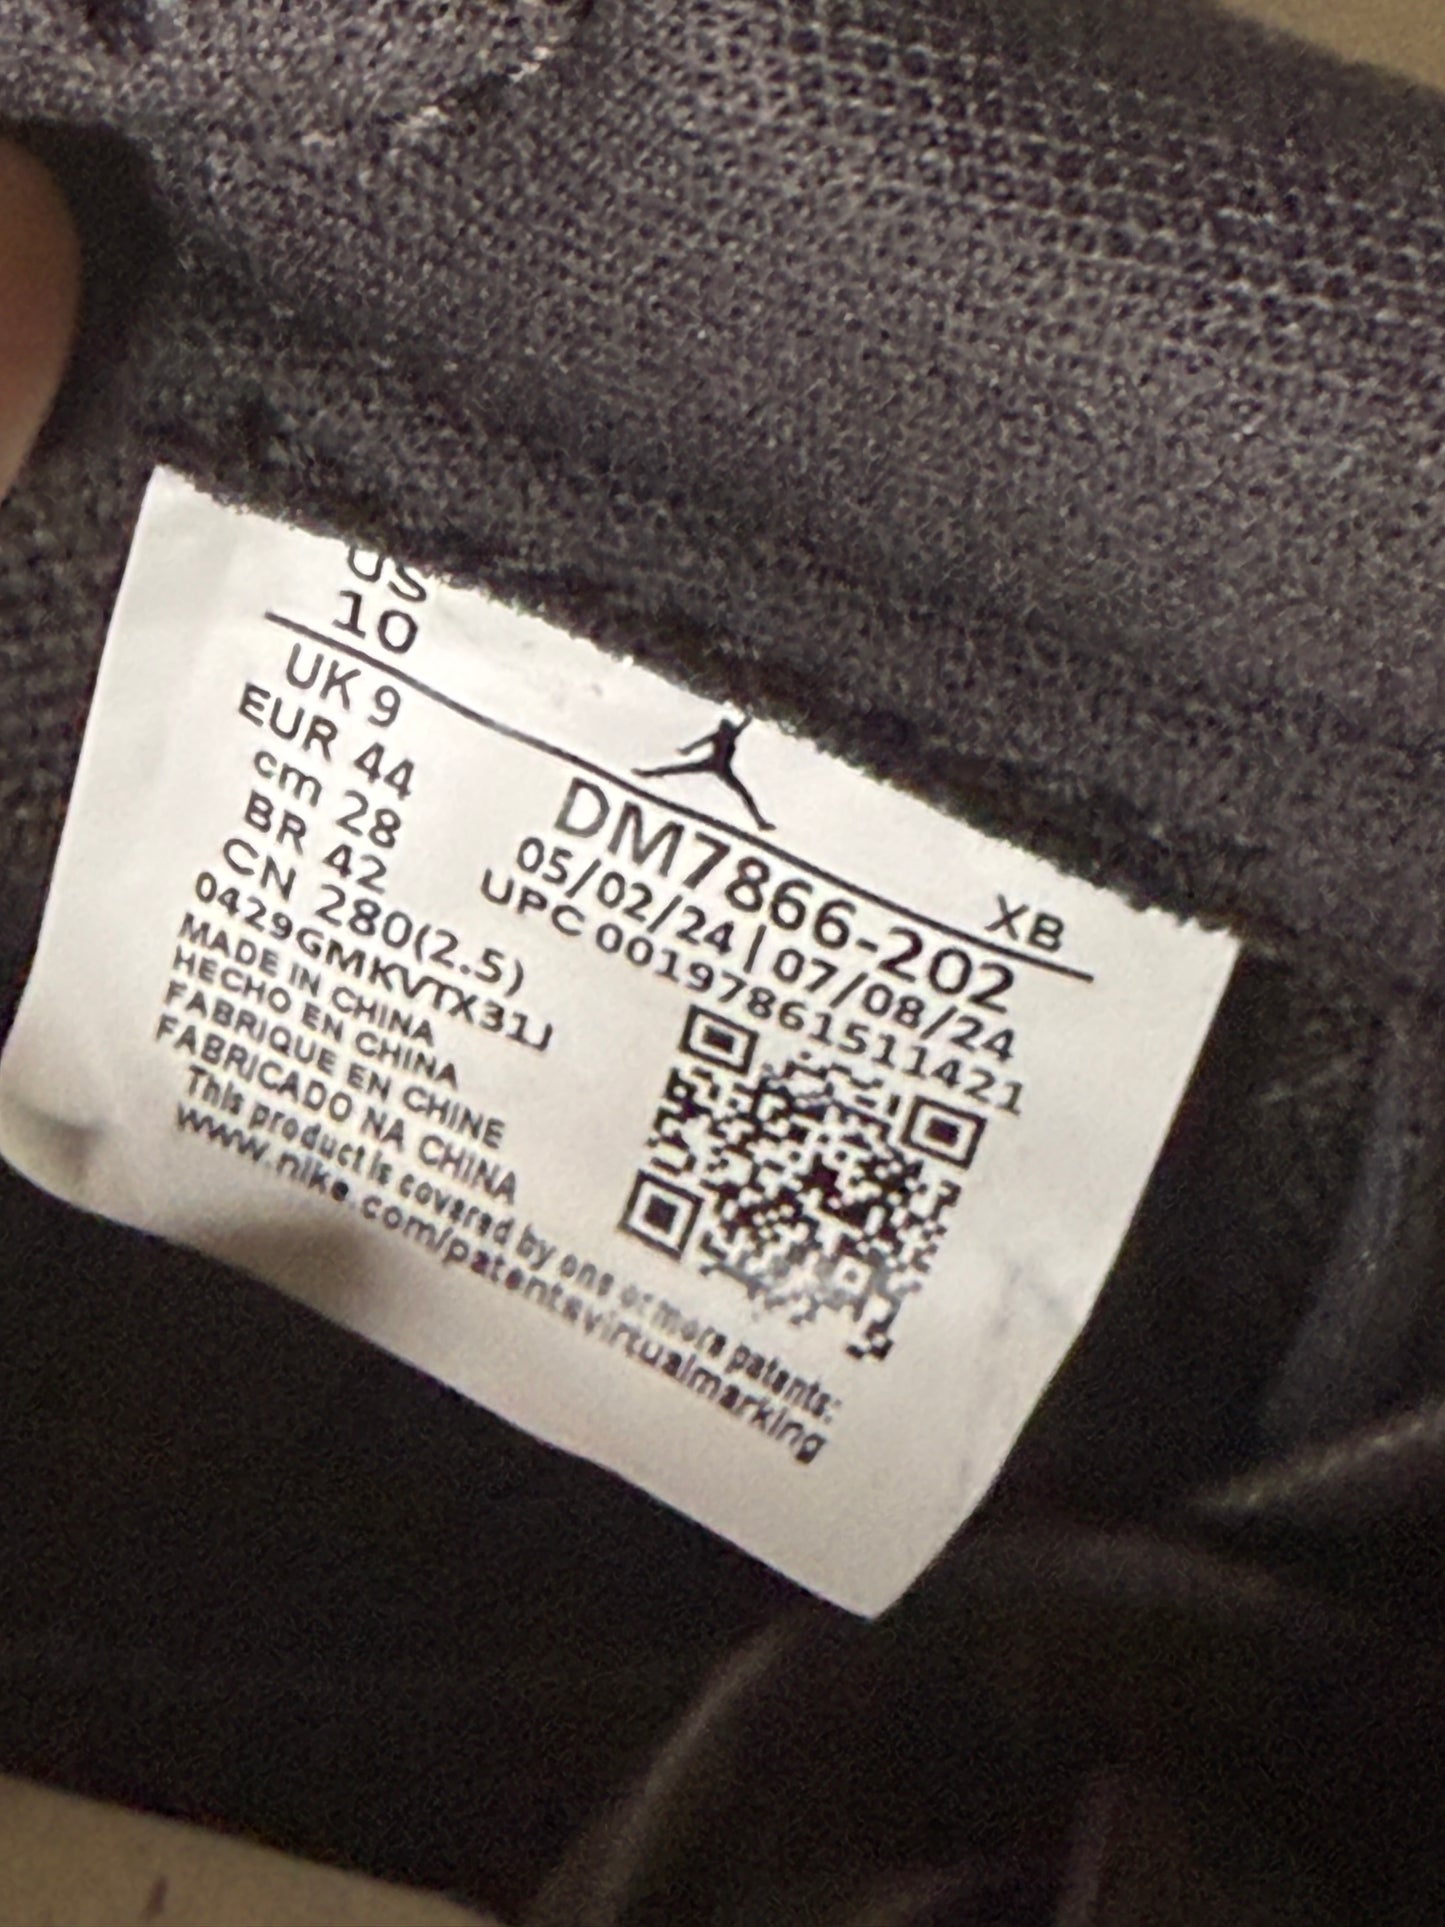 US
10
UK 9
EUR 44
cm 28
BR 42
CN 280(2.5)
0429GMKVTX31J
MADE IN CHINA
HECHO EN CHINA
FABRIQUE EN CHINE
FABRICADO NA CHINA
This product is covered by one or more patents:
www.nike.com/patentsvirtualmarking
XB
DM7866-202
05/02/24 | 07/08/24
UPC 00197861511421